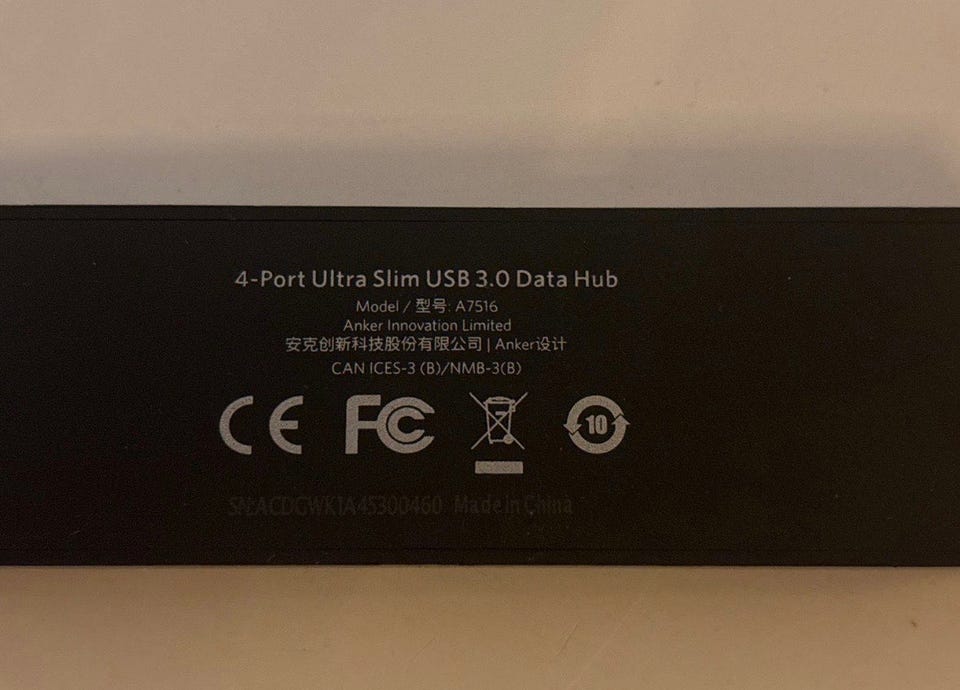 4-Port Ultra Slim USB 3.0 Data Hub
Model / 型号: A7516
Anker Innovation Limited
安克创新科技股份有限公司 | Anker设计
CAN ICES-3 (B)/NMB-3(B)
CE FC 10
Made in China